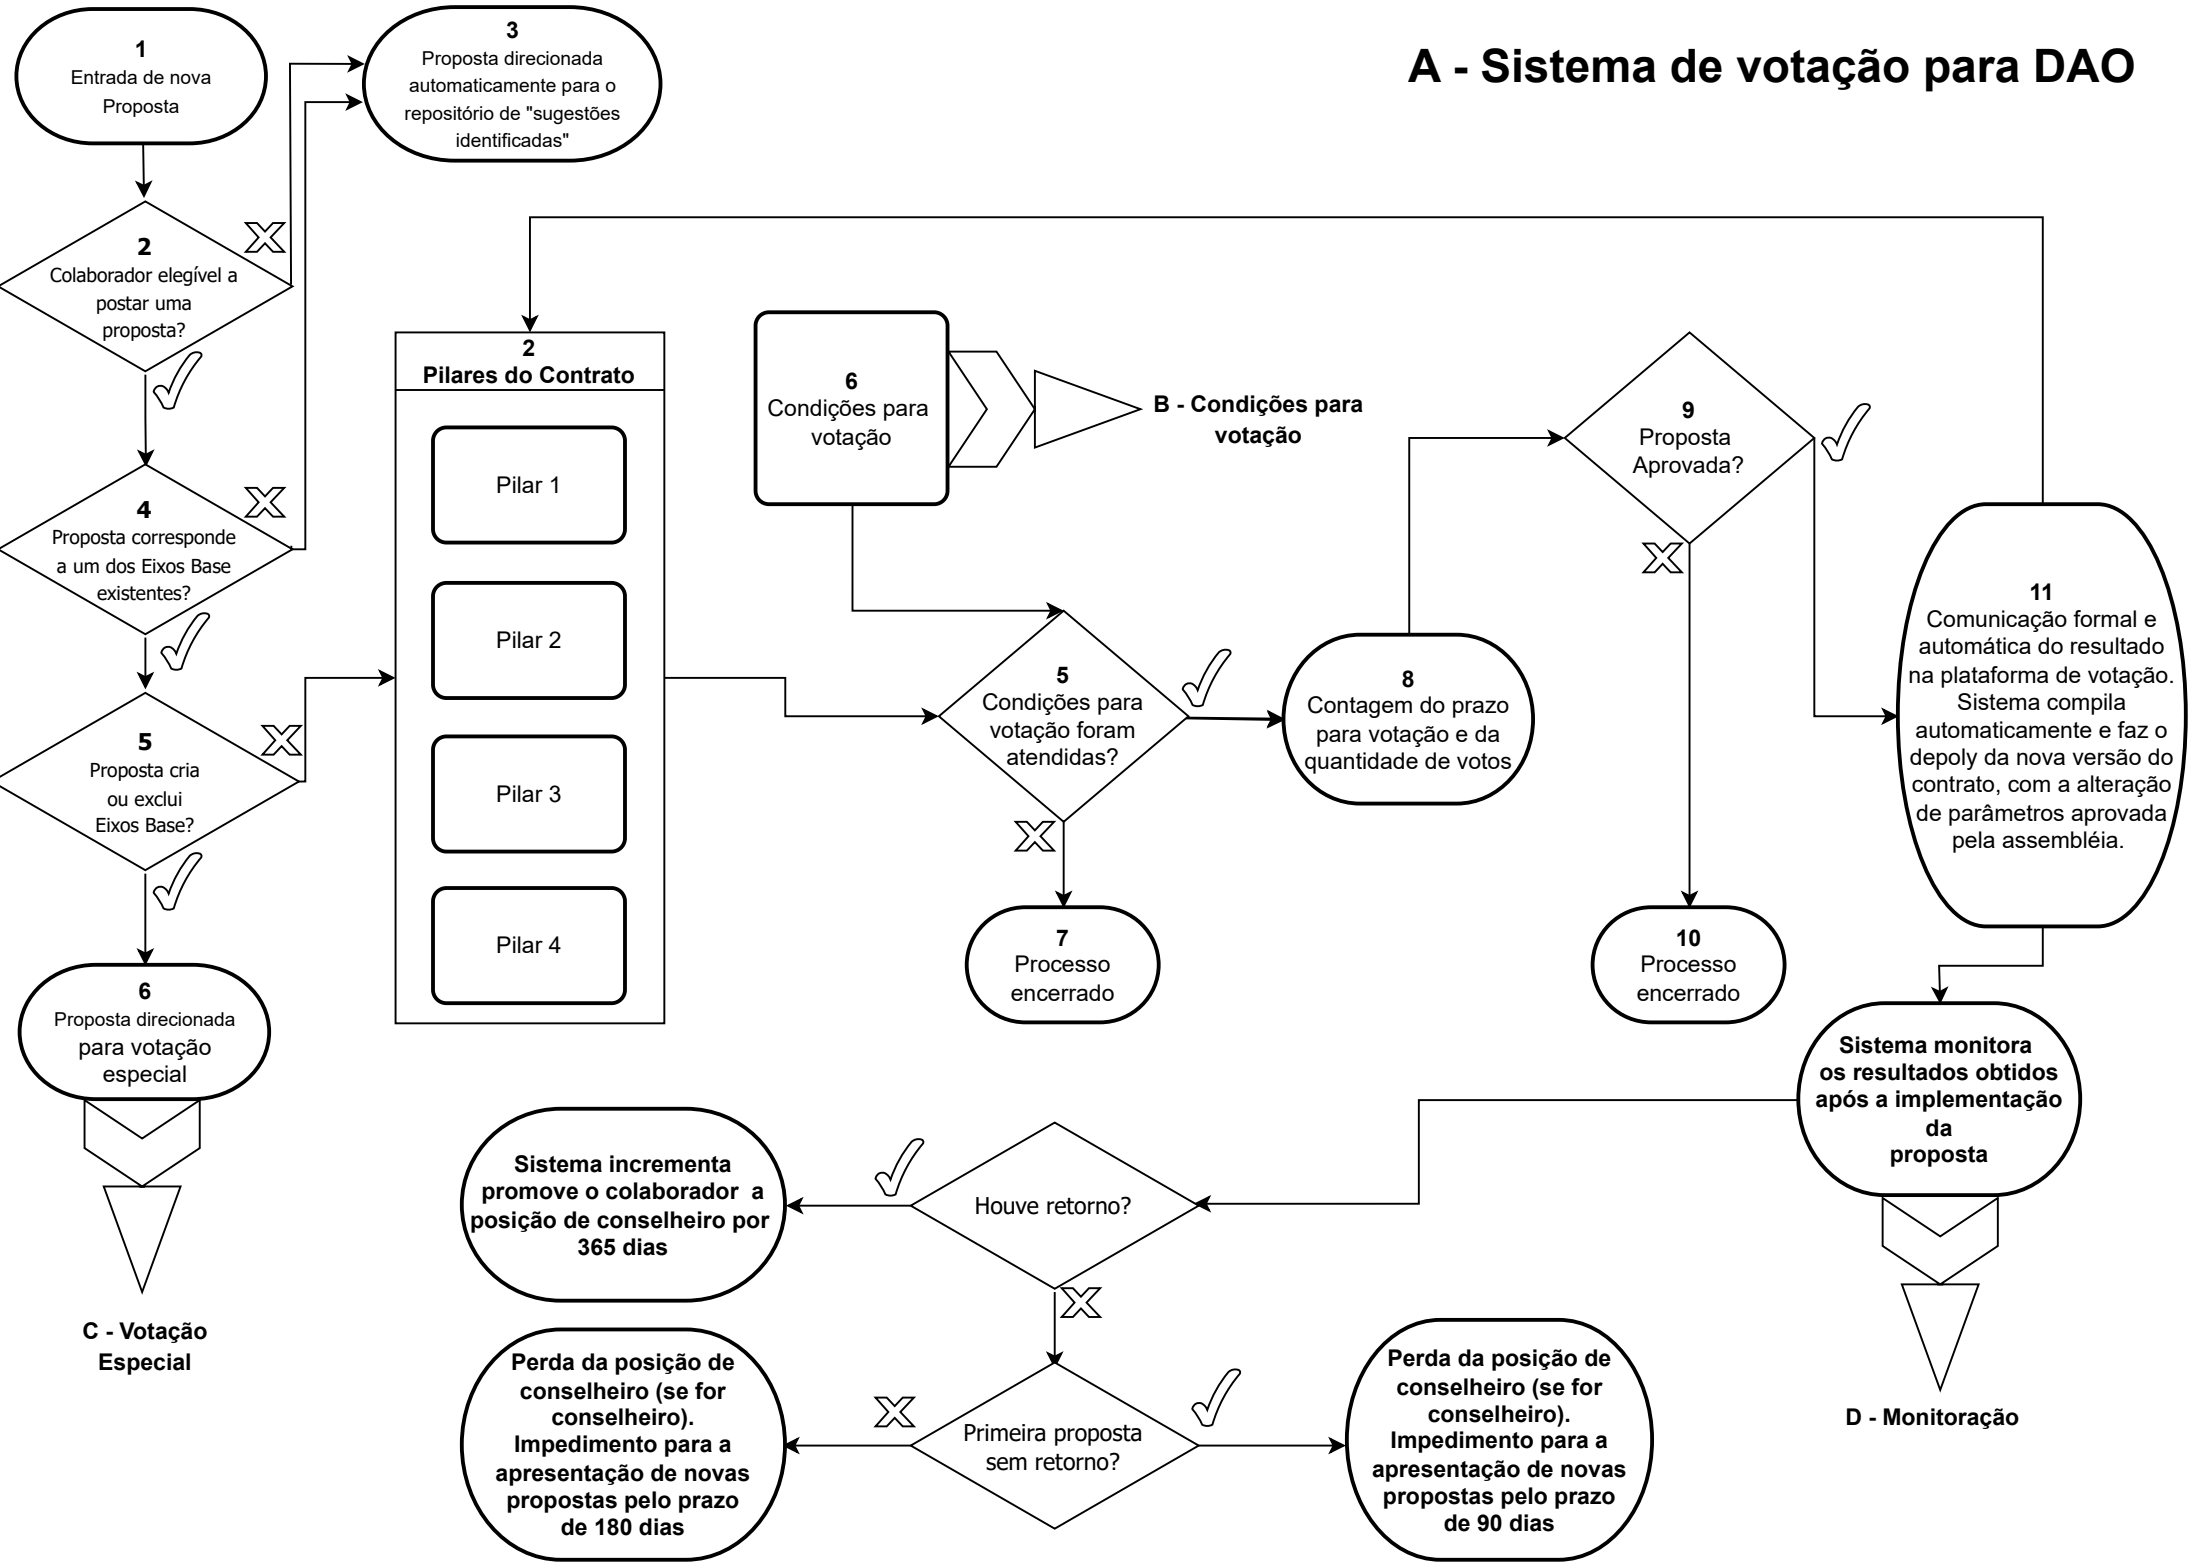 A - Sistema de votação para DAO
1
Entrada de nova
Proposta
3
Proposta direcionada
automaticamente para o
repositório de "sugestões
identificadas"
2
Colaborador elegível a
postar uma
proposta?
4
Proposta corresponde
a um dos Eixos Base
existentes?
5
Proposta cria
ou exclui
Eixos Base?
6
Proposta direcionada
para votação
especial
C - Votação
Especial
2
Pilares do Contrato
Pilar 1
Pilar 2
Pilar 3
Pilar 4
6
Condições para
votação
B - Condições para
votação
5
Condições para
votação foram
atendidas?
7
Processo
encerrado
8
Contagem do prazo
para votação e da
quantidade de votos
9
Proposta
Aprovada?
10
Processo
encerrado
11
Comunicação formal e
automática do resultado
na plataforma de votação.
Sistema compila
automaticamente e faz o
depoly da nova versão do
contrato, com a alteração
de parâmetros aprovada
pela assembléia.
Sistema monitora
os resultados obtidos
após a implementação
da
proposta
D - Monitoração
Houve retorno?
Sistema incrementa
promove o colaborador a
posição de conselheiro por
365 dias
Primeira proposta
sem retorno?
Perda da posição de
conselheiro (se for
conselheiro).
Impedimento para a
apresentação de novas
propostas pelo prazo
de 180 dias
Perda da posição de
conselheiro (se for
conselheiro).
Impedimento para a
apresentação de novas
propostas pelo prazo
de 90 dias